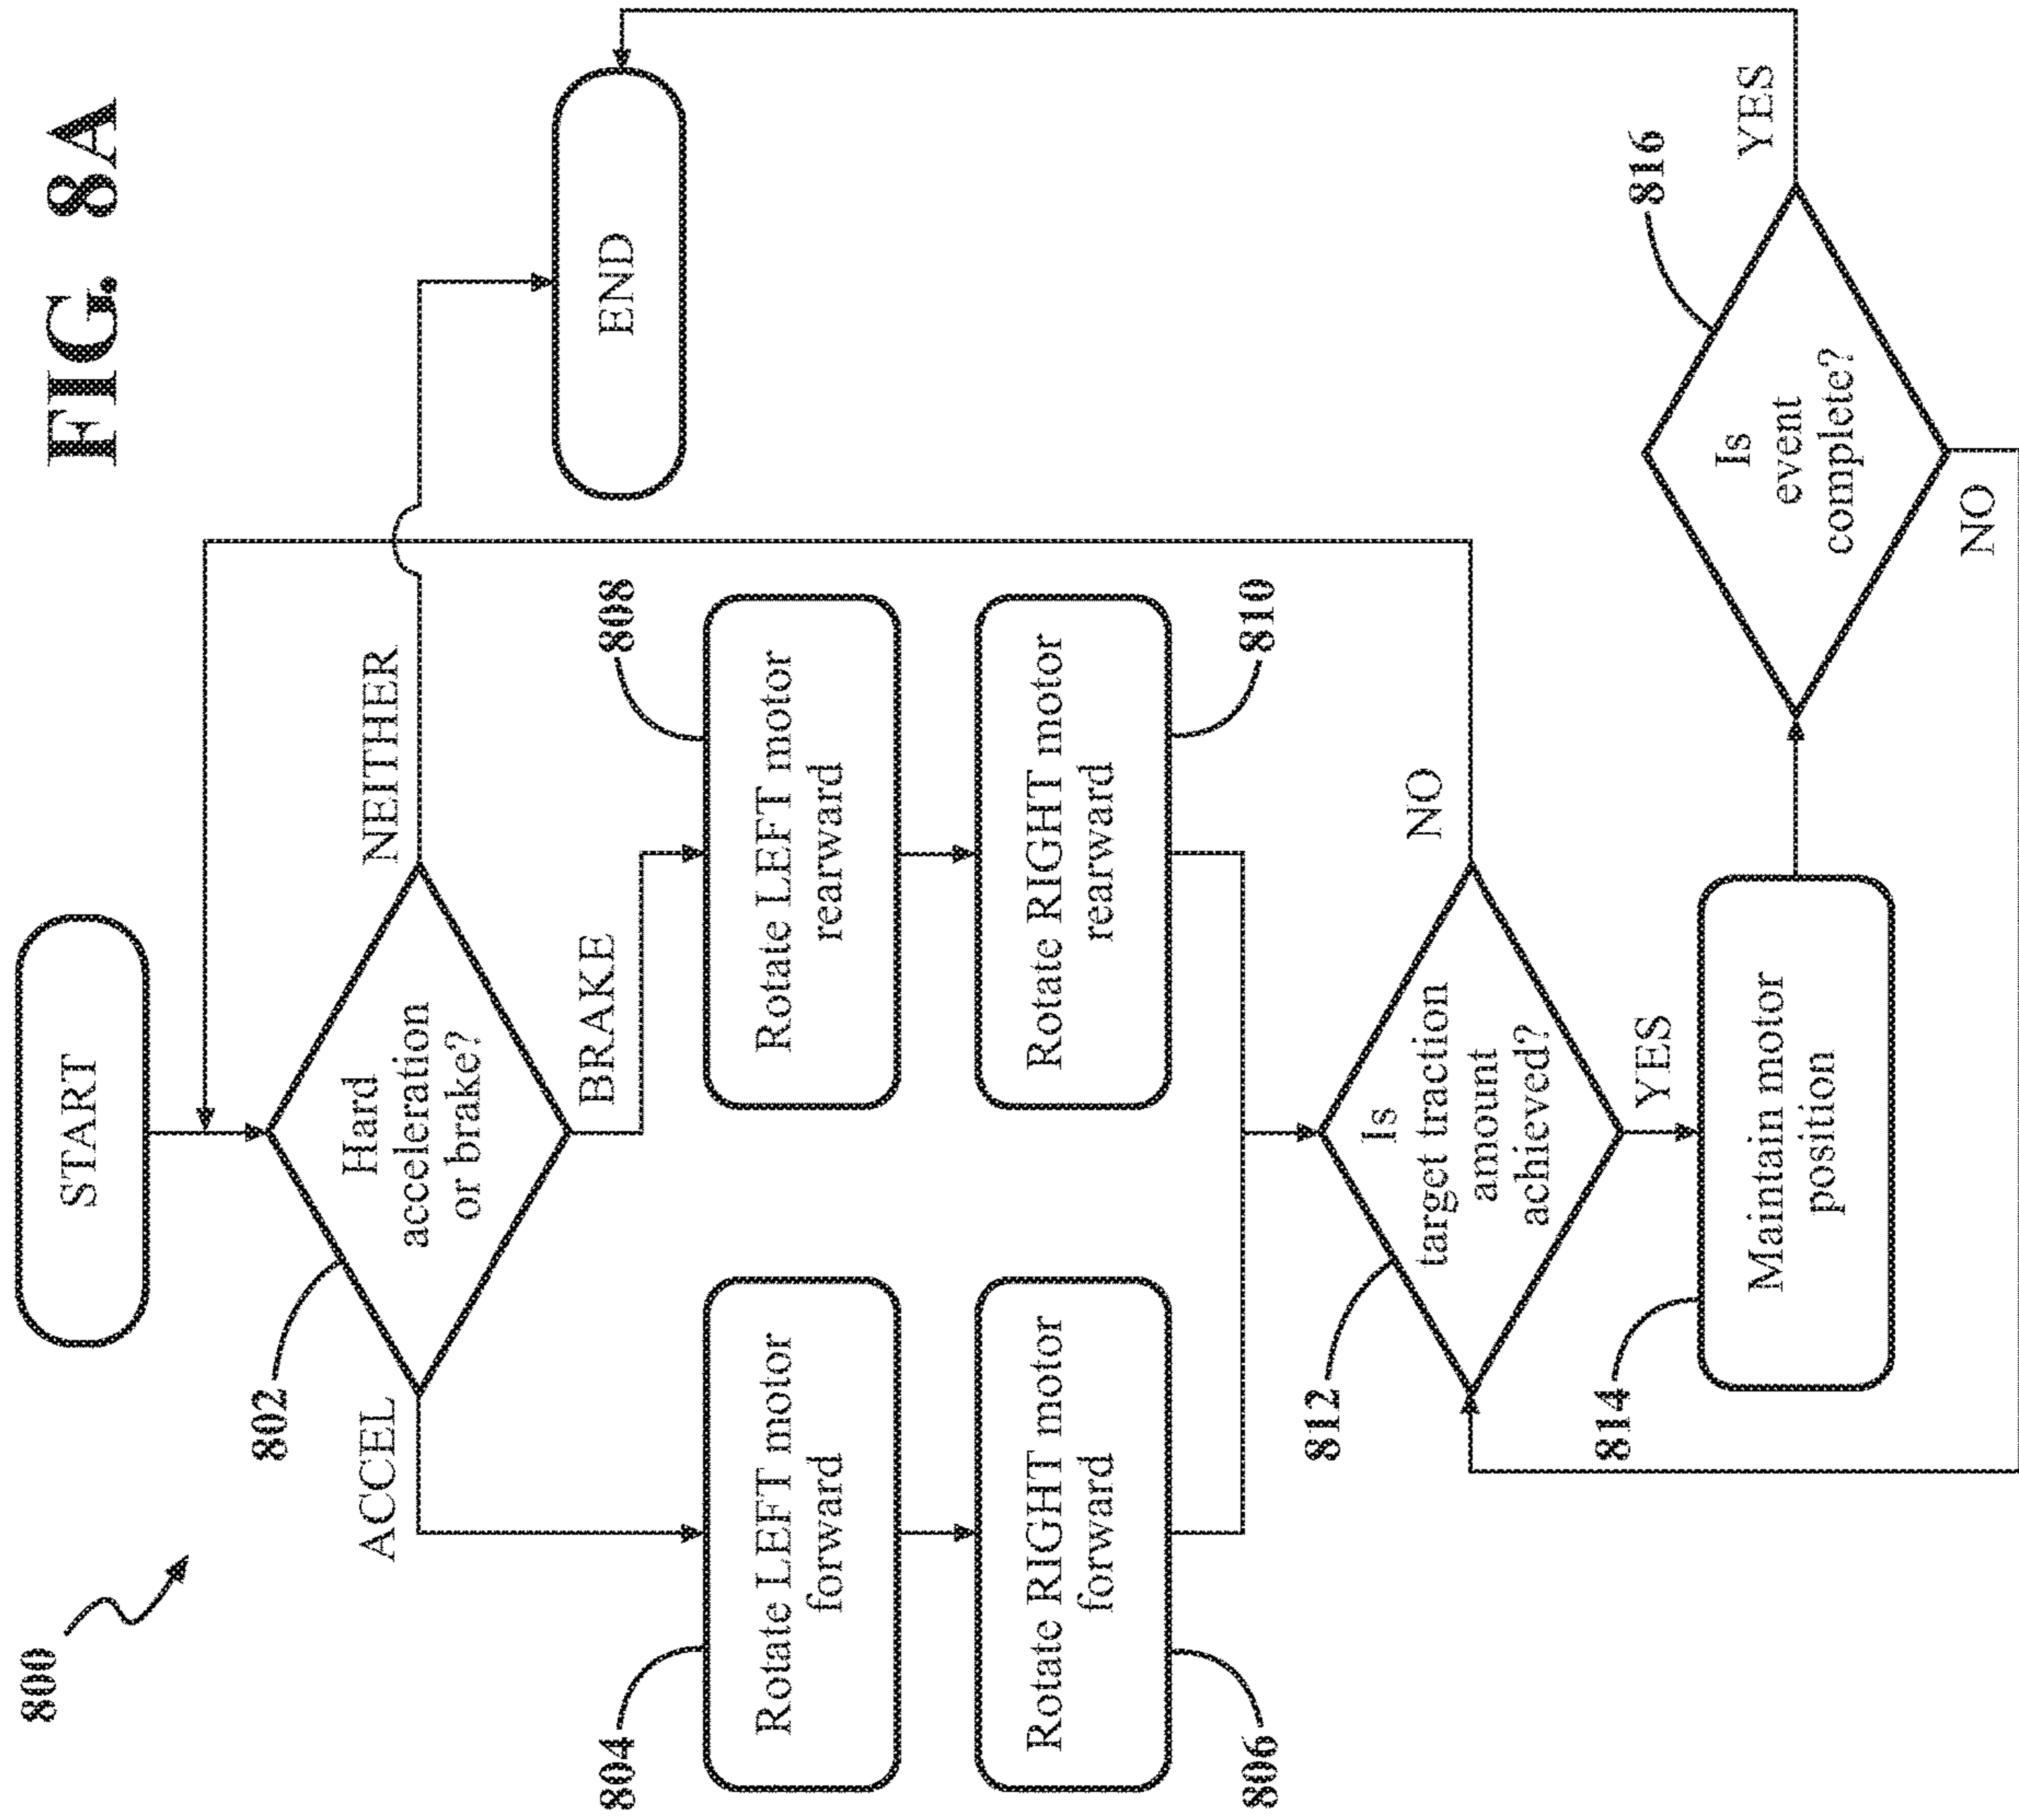 FIG. 8A
800
START
802
Hard
acceleration
or brake?
ACCEL
NEITHER
BRAKE
804
Rotate LEFT motor
forward
808
Rotate LEFT motor
rearward
806
Rotate RIGHT motor
forward
810
Rotate RIGHT motor
rearward
812
Is
target traction
amount
achieved?
NO
YES
814
Maintain motor
position
816
Is
event
complete?
YES
NO
END